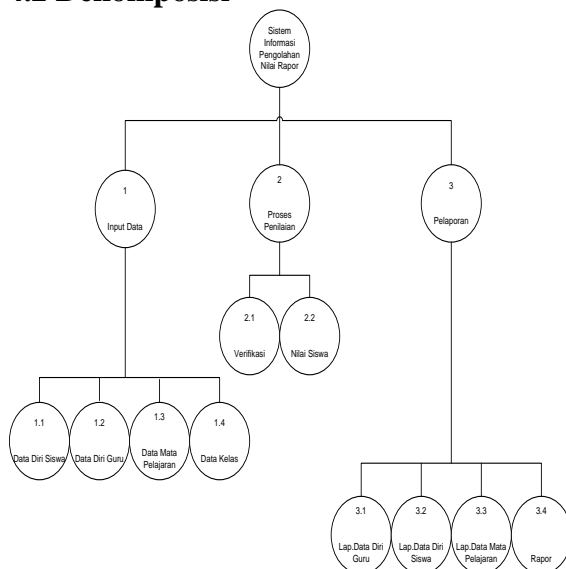 Sistem
Informasi
Pengolahan
Nilai Rapor
1
Input Data
2
Proses
Penilaian
3
Pelaporan
2.1
Verifikasi
2.2
Nilai Siswa
1.1
Data Diri Siswa
1.2
Data Diri Guru
1.3
Data Mata
Pelajaran
1.4
Data Kelas
3.1
Lap.Data Diri
Guru
3.2
Lap.Data Diri
Siswa
3.3
Lap.Data Mata
Pelajaran
3.4
Rapor